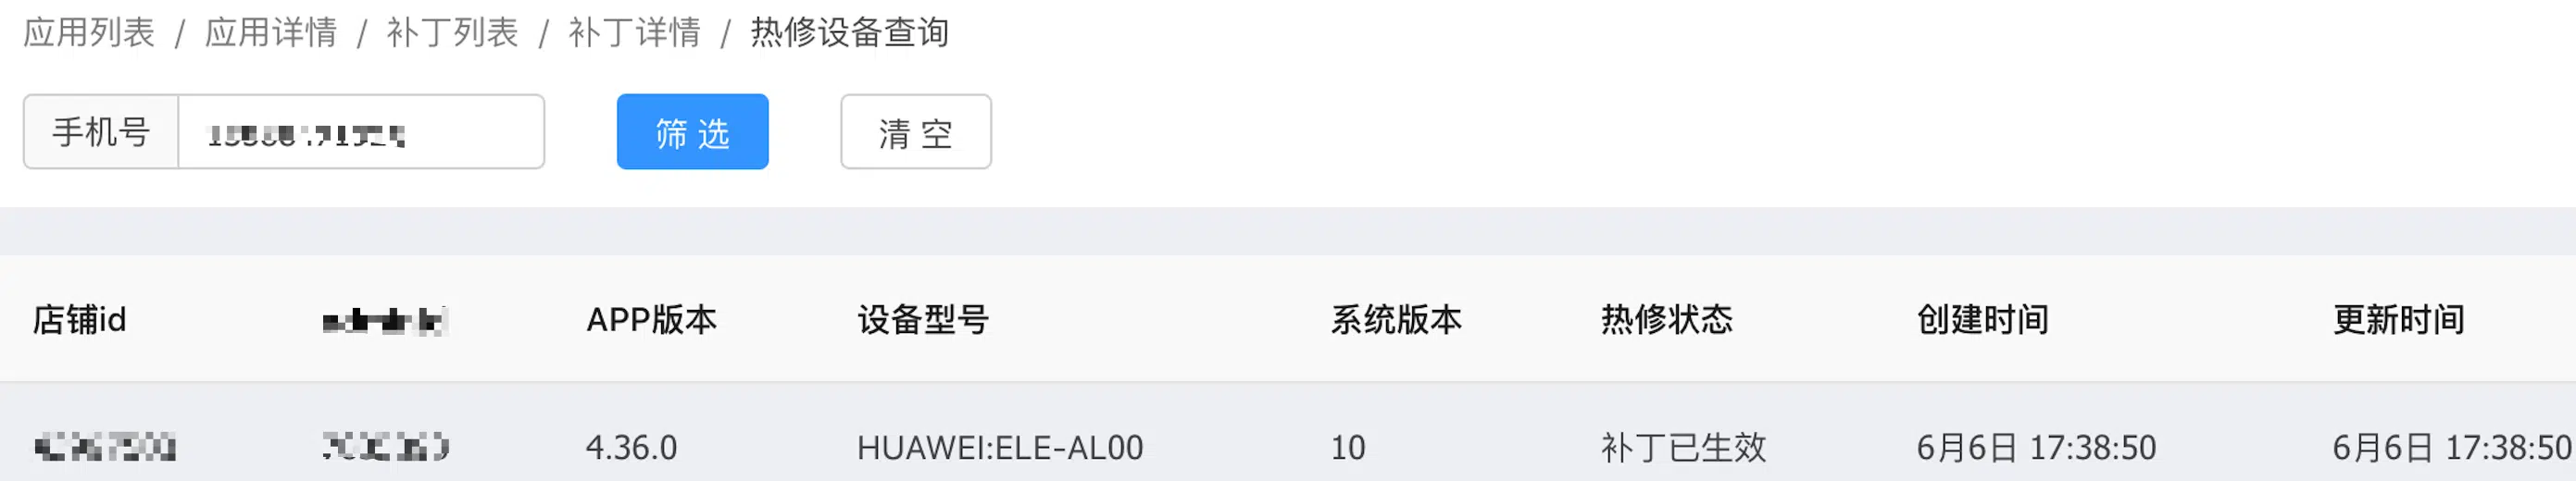 应用列表 / 应用详情 / 补丁列表 / 补丁详情 / 热修设备查询
手机号 筛 选 清 空
店铺id APP版本 设备型号 系统版本 热修状态 创建时间 更新时间
4.36.0 HUAWEI:ELE-AL00 10 补丁已生效 6月6日 17:38:50 6月6日 17:38:50